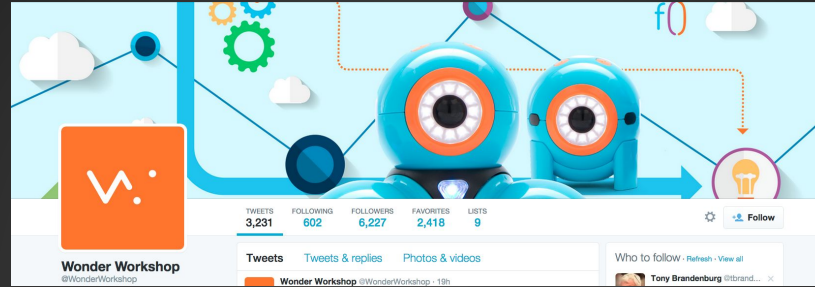 f()
TWEETS FOLLOWING FOLLOWERS FAVORITES LISTS
3,231 602 6,227 2,418 9
Follow
Wonder Workshop
@WonderWorkshop
Tweets Tweets & replies Photos & videos
Wonder Workshop @WonderWorkshop · 19h
Who to follow · Refresh · View all
Tony Brandenburg @tbrand...